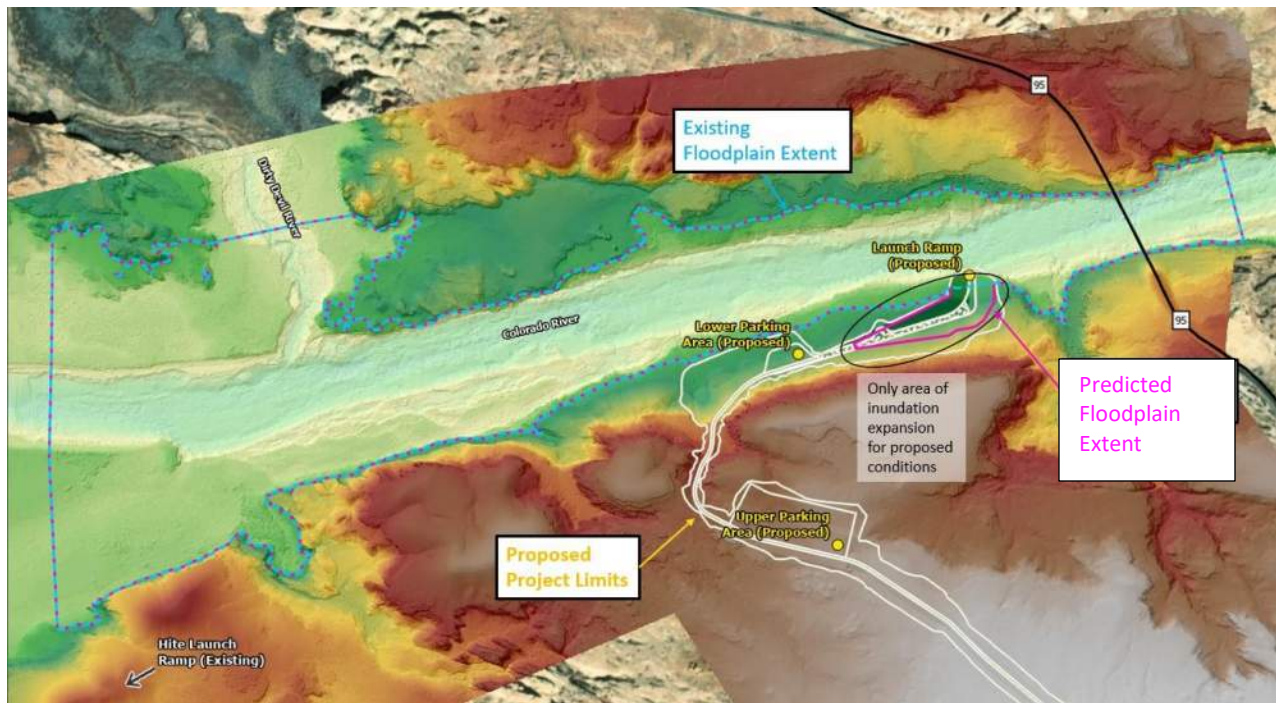 95
Existing
Floodplain Extent
Dirty Devil River
Launch Ramp
(Proposed)
Colorado River
95
Lower Parking
Area (Proposed)
Only area of
inundation
expansion
for proposed
conditions
Predicted
Floodplain
Extent
Upper Parking
Area (Proposed)
Proposed
Project Limits
Hite Launch
Ramp (Existing)